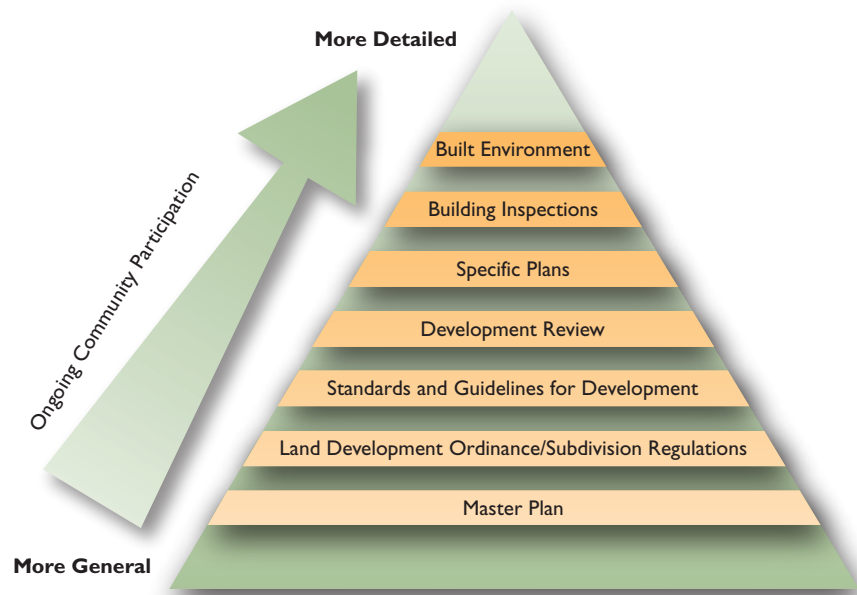 More Detailed
Built Environment
Building Inspections
Specific Plans
Development Review
Standards and Guidelines for Development
Land Development Ordinance/Subdivision Regulations
Master Plan
Ongoing Community Participation
More General